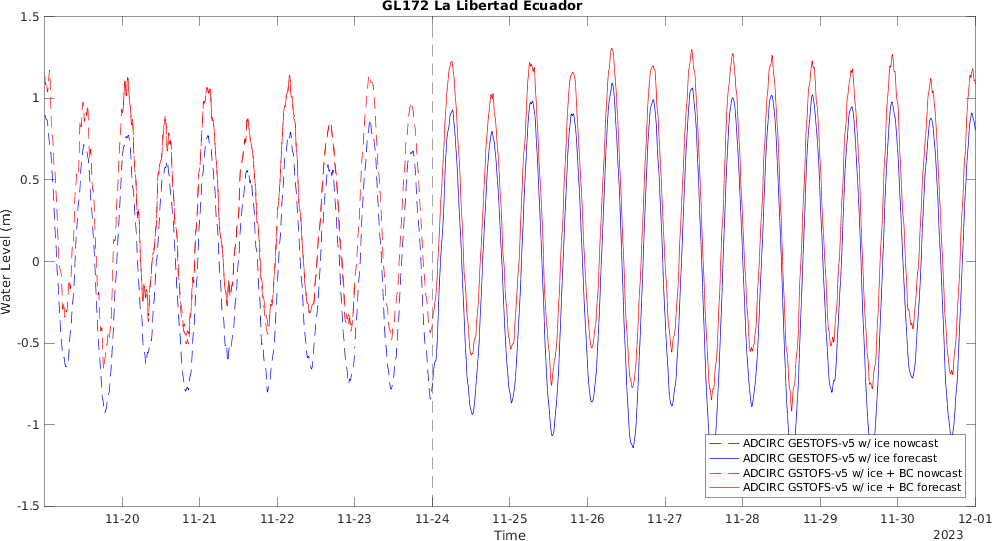 GL172 La Libertad Ecuador
1.5
1
0.5
0
-0.5
-1
-1.5
Water Level (m)
ADCIRC GESTOFS-v5 w/ ice nowcast
ADCIRC GESTOFS-v5 w/ ice forecast
ADCIRC GSTOFS-v5 w/ ice + BC nowcast
ADCIRC GSTOFS-v5 w/ ice + BC forecast
11-20 11-21 11-22 11-23 11-24 11-25 11-26 11-27 11-28 11-29 11-30 12-01
Time
2023